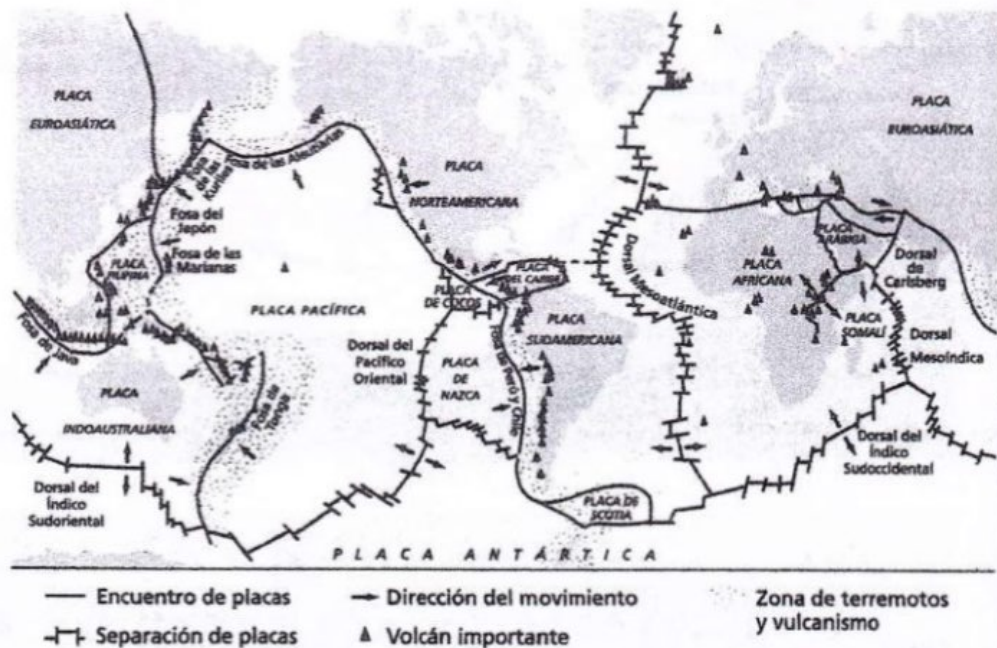 PLACA
EUROASIÁTICA
Fosa de las Aleutianas
Fosa
de las
Kuriles
Fosa del
Japón
Fosa de las
Marianas
PLACA
FILIPINA
Fosa de Java
PLACA
INDOAUSTRALIANA
Dorsal del
Índico
Sudoriental
PLACA PACÍFICA
Fosa de
Tonga
PLACA
NORTEAMERICANA
PLACA
DE COCOS
PLACA
DEL CARIBE
Dorsal del
Pacífico
Oriental
PLACA
DE
NAZCA
Fosa de Perú y Chile
PLACA
SUDAMERICANA
Dorsal Mesoatlántica
PLACA DE
SCOTIA
PLACA
EUROASIÁTICA
PLACA
ARÁBIGA
PLACA
AFRICANA
PLACA
SOMALÍ
Dorsal
de
Carlsberg
Dorsal
Mesoíndica
Dorsal del
Índico
Sudoccidental
PLACA ANTÁRTICA
Encuentro de placas
Dirección del movimiento
Zona de terremotos
y vulcanismo
Separación de placas
Volcán importante